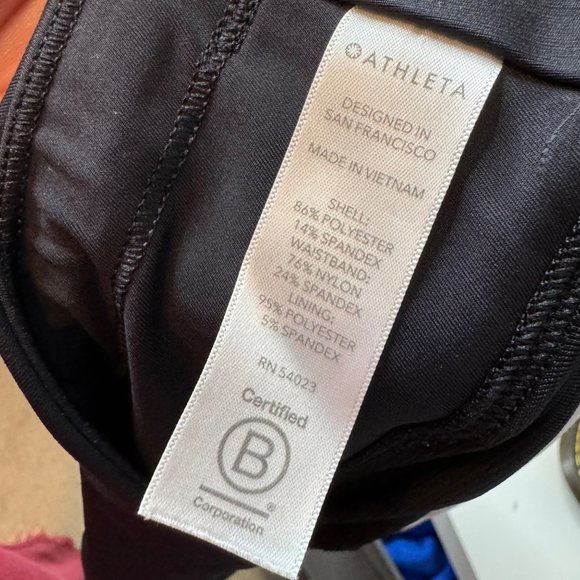 ATHLETA
DESIGNED IN
SAN FRANCISCO
MADE IN VIETNAM
SHELL:
86% POLYESTER
14% SPANDEX
WAISTBAND:
76% NYLON
24% SPANDEX
LINING:
95% POLYESTER
5% SPANDEX
RN 54023
Certified
B
®
Corporation